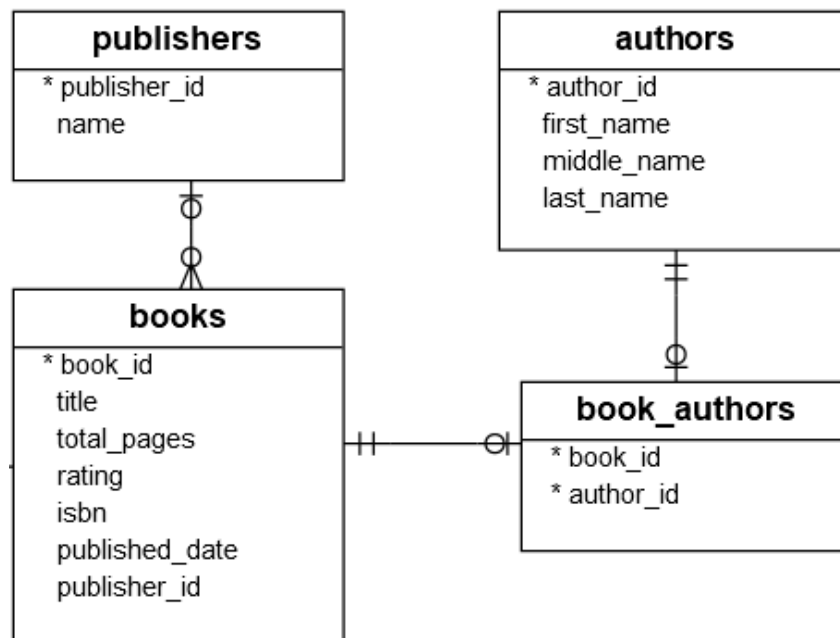 publishers
* publisher_id
name
authors
* author_id
first_name
middle_name
last_name
books
* book_id
title
total_pages
rating
isbn
published_date
publisher_id
book_authors
* book_id
* author_id